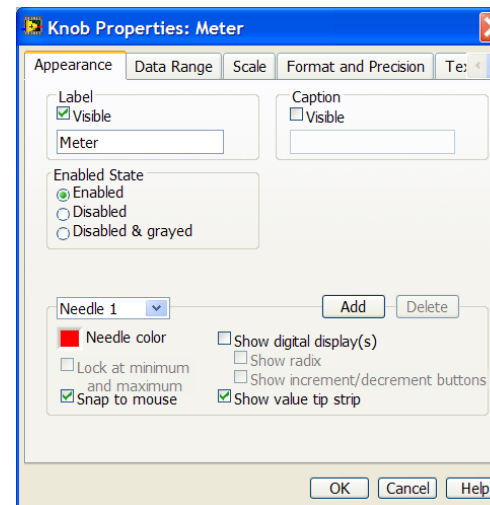 Knob Properties: Meter
Appearance
Data Range
Scale
Format and Precision
Label
Visible
Meter
Caption
Visible
Enabled State
Enabled
Disabled
Disabled & grayed
Needle 1
Add
Delete
Needle color
Lock at minimum
and maximum
Snap to mouse
Show digital display(s)
Show radix
Show increment/decrement buttons
Show value tip strip
OK
Cancel
Help